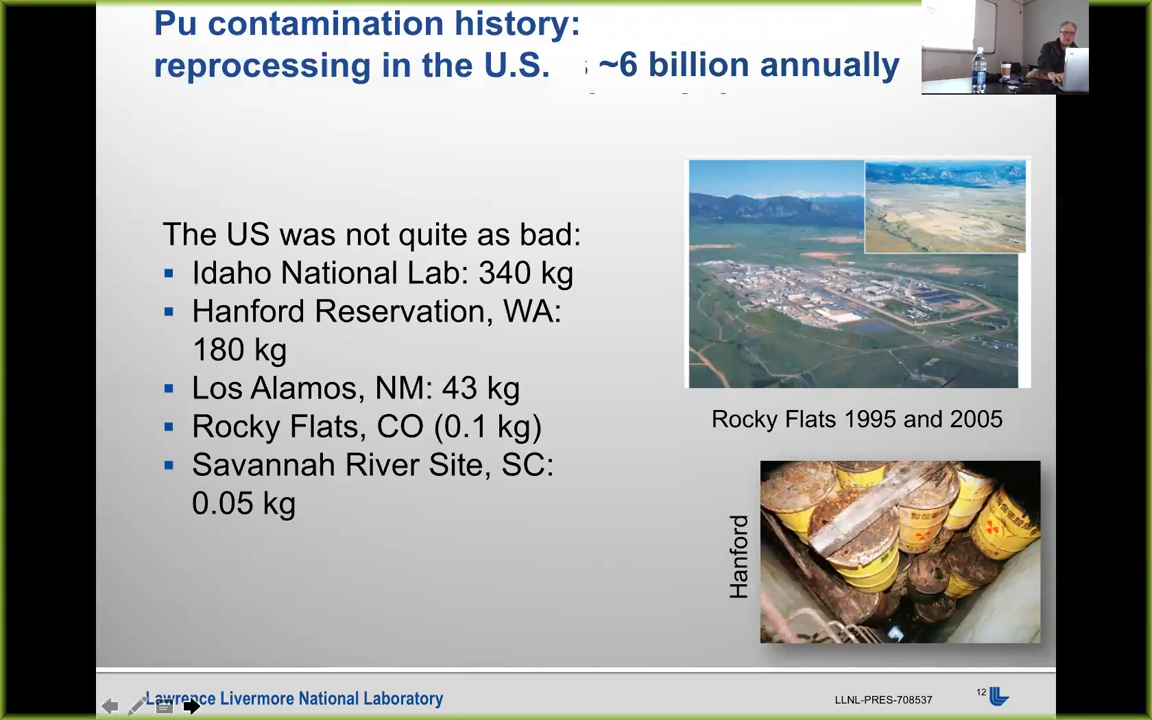 Pu contamination history:
reprocessing in the U.S.
~6 billion annually
The US was not quite as bad:
▪ Idaho National Lab: 340 kg
▪ Hanford Reservation, WA:
180 kg
▪ Los Alamos, NM: 43 kg
▪ Rocky Flats, CO (0.1 kg)
▪ Savannah River Site, SC:
0.05 kg
Rocky Flats 1995 and 2005
Hanford
Lawrence Livermore National Laboratory
LLNL-PRES-708537
12